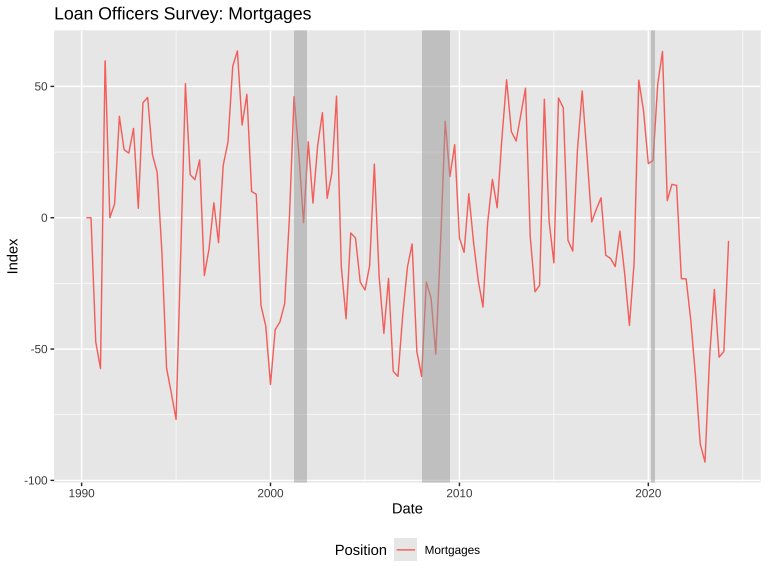 Loan Officers Survey: Mortgages
Index
50
0
-50
-100
1990
2000
2010
2020
Date
Position
Mortgages